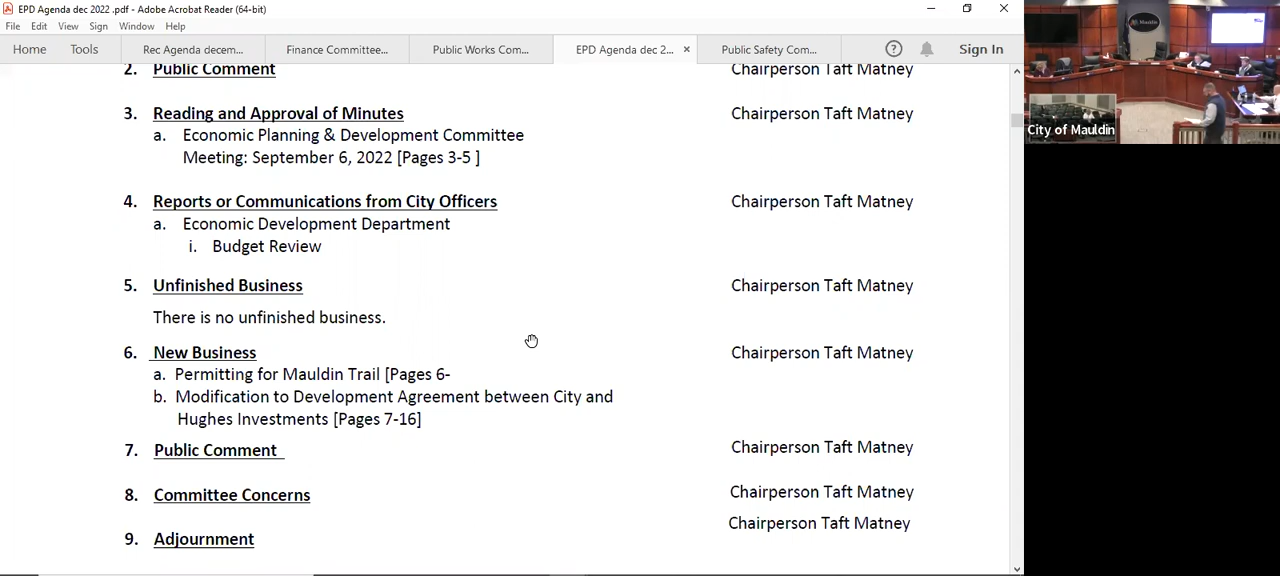 EPD Agenda dec 2022 .pdf - Adobe Acrobat Reader (64-bit)
File Edit View Sign Window Help
Home Tools Rec Agenda decem... Finance Committee... Public Works Com... EPD Agenda dec 2... × Public Safety Com... ? Sign In
2. Public Comment Chairperson Taft Matney
3. Reading and Approval of Minutes Chairperson Taft Matney
a. Economic Planning & Development Committee
Meeting: September 6, 2022 [Pages 3-5 ]
4. Reports or Communications from City Officers Chairperson Taft Matney
a. Economic Development Department
i. Budget Review
5. Unfinished Business Chairperson Taft Matney
There is no unfinished business.
6. New Business Chairperson Taft Matney
a. Permitting for Mauldin Trail [Pages 6-
b. Modification to Development Agreement between City and
Hughes Investments [Pages 7-16]
7. Public Comment Chairperson Taft Matney
8. Committee Concerns Chairperson Taft Matney
9. Adjournment Chairperson Taft Matney
Mauldin
City of Mauldin